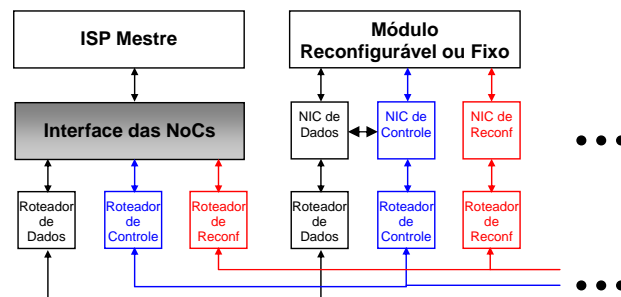 ISP Mestre
Módulo
Reconfigurável ou Fixo
Interface das NoCs
NIC de
Dados
NIC de
Controle
NIC de
Reconf
Roteador
de
Dados
Roteador
de
Controle
Roteador
de
Reconf
Roteador
de
Dados
Roteador
de
Controle
Roteador
de
Reconf